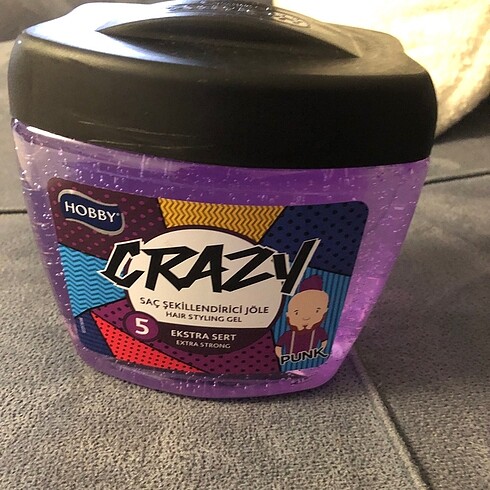 HOBBY
CRAZY
SAÇ ŞEKİLLENDİRİCİ JÖLE
HAIR STYLING GEL
5
EKSTRA SERT
EXTRA STRONG
PUNK